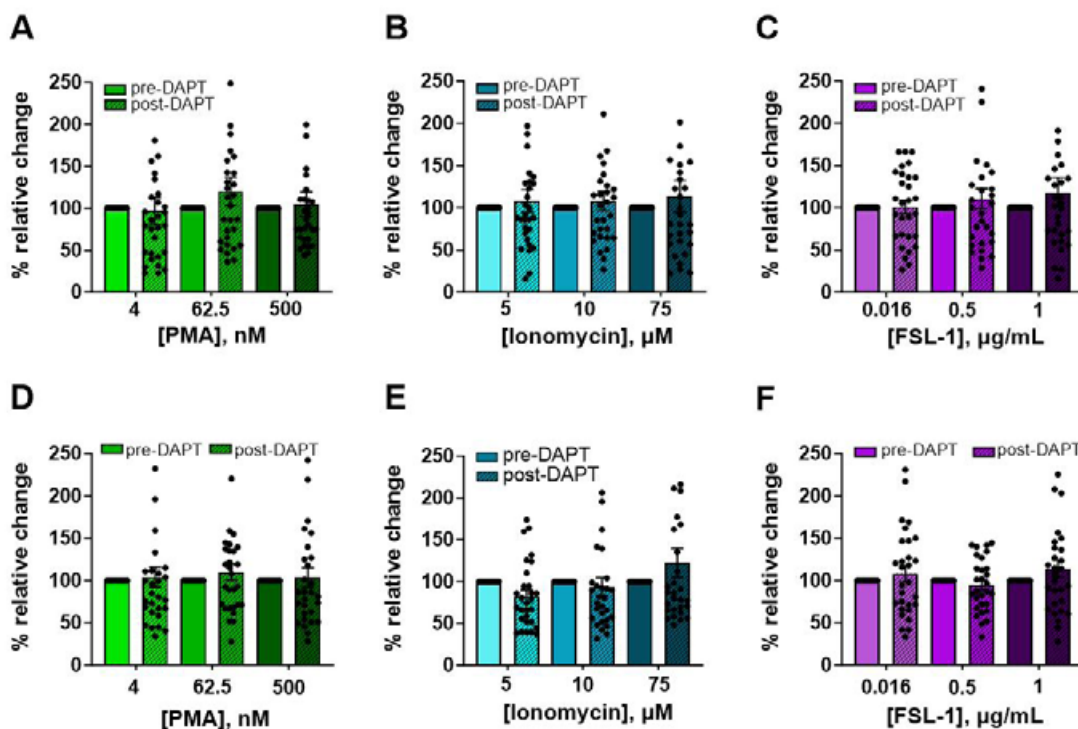 A
% relative change
250
200
150
100
50
0
pre-DAPT
post-DAPT
4 62.5 500
[PMA], nM
B
% relative change
250
200
150
100
50
0
pre-DAPT
post-DAPT
5 10 75
[Ionomycin], µM
C
% relative change
250
200
150
100
50
0
pre-DAPT
post-DAPT
0.016 0.5 1
[FSL-1], µg/mL
D
% relative change
250
200
150
100
50
0
pre-DAPT post-DAPT
4 62.5 500
[PMA], nM
E
% relative change
250
200
150
100
50
0
pre-DAPT
post-DAPT
5 10 75
[Ionomycin], µM
F
% relative change
250
200
150
100
50
0
pre-DAPT post-DAPT
0.016 0.5 1
[FSL-1], µg/mL